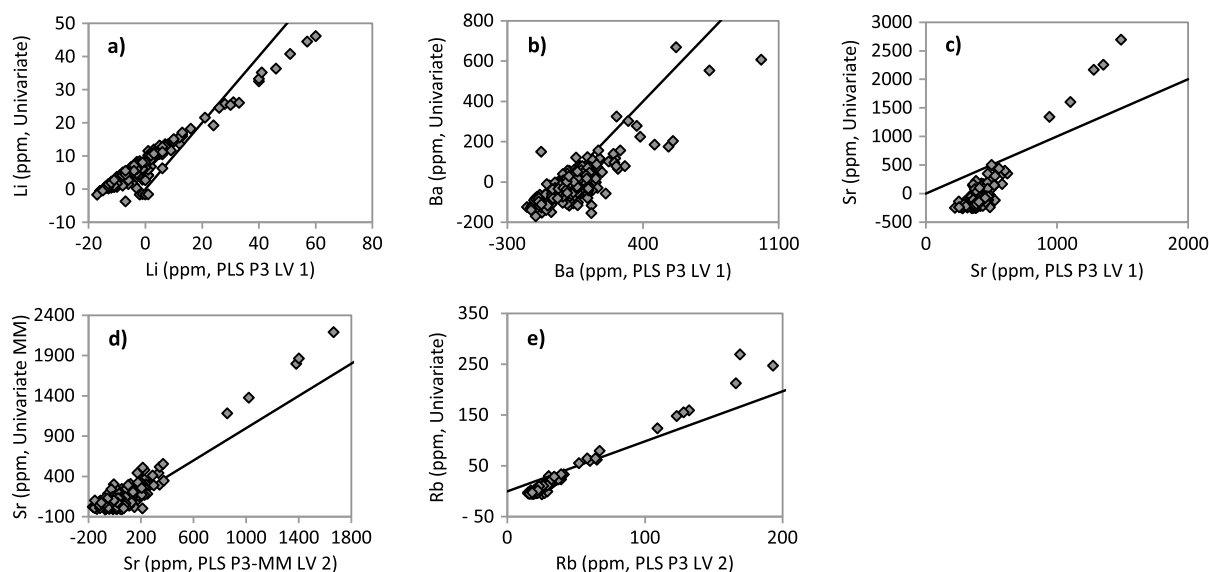 a)
Li (ppm, Univariate)
50
40
30
20
10
0
-10
-20 0 20 40 60 80
Li (ppm, PLS P3 LV 1)
b)
Ba (ppm, Univariate)
800
600
400
200
0
-200
-300 400 1100
Ba (ppm, PLS P3 LV 1)
c)
Sr (ppm, Univariate)
3000
2500
2000
1500
1000
500
0
-500
0 1000 2000
Sr (ppm, PLS P3 LV 1)
d)
Sr (ppm, Univariate MM)
2400
1900
1400
900
400
-100
-200 200 600 1000 1400 1800
Sr (ppm, PLS P3-MM LV 2)
e)
Rb (ppm, Univariate)
350
250
150
50
- 50
0 100 200
Rb (ppm, PLS P3 LV 2)